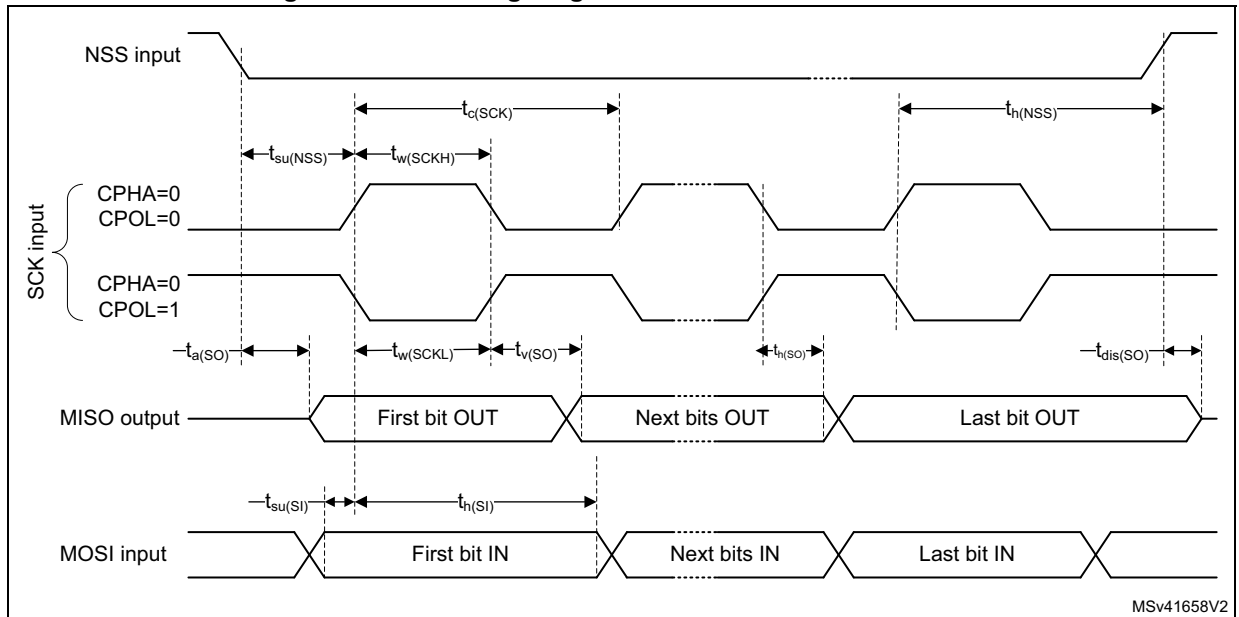 NSS input
tc(SCK)
th(NSS)
tsu(NSS)
tw(SCKH)
SCK input
CPHA=0
CPOL=0
CPHA=0
CPOL=1
ta(SO)
tw(SCKL)
tv(SO)
th(SO)
tdis(SO)
MISO output
First bit OUT
Next bits OUT
Last bit OUT
tsu(SI)
th(SI)
MOSI input
First bit IN
Next bits IN
Last bit IN
MSv41658V2